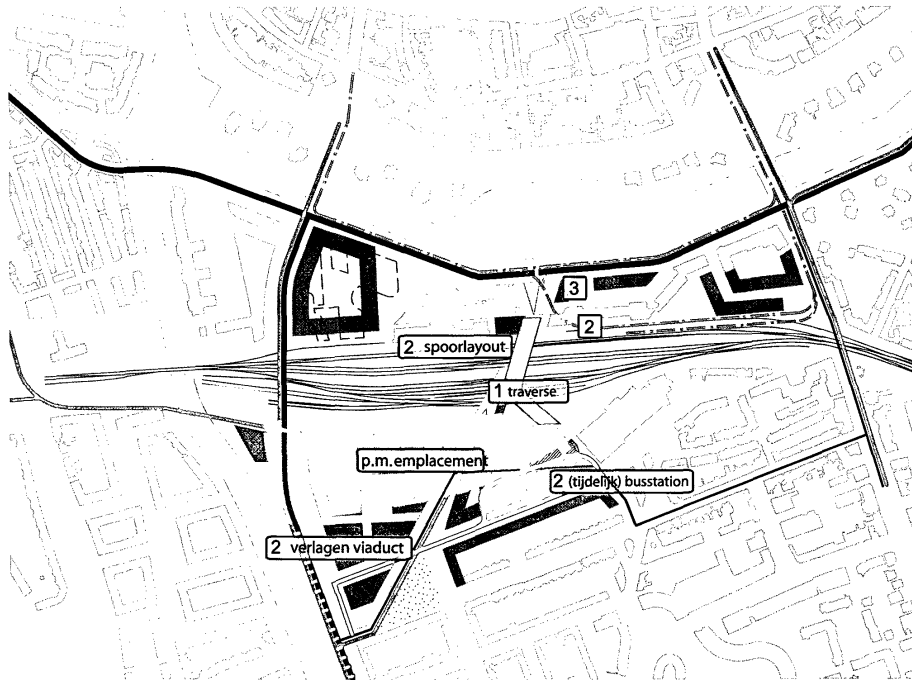 3
2
2 spoorlayout
1 traverse
p.m. emplacement
2 (tijdelijk) busstation
2 verlagen viaduct